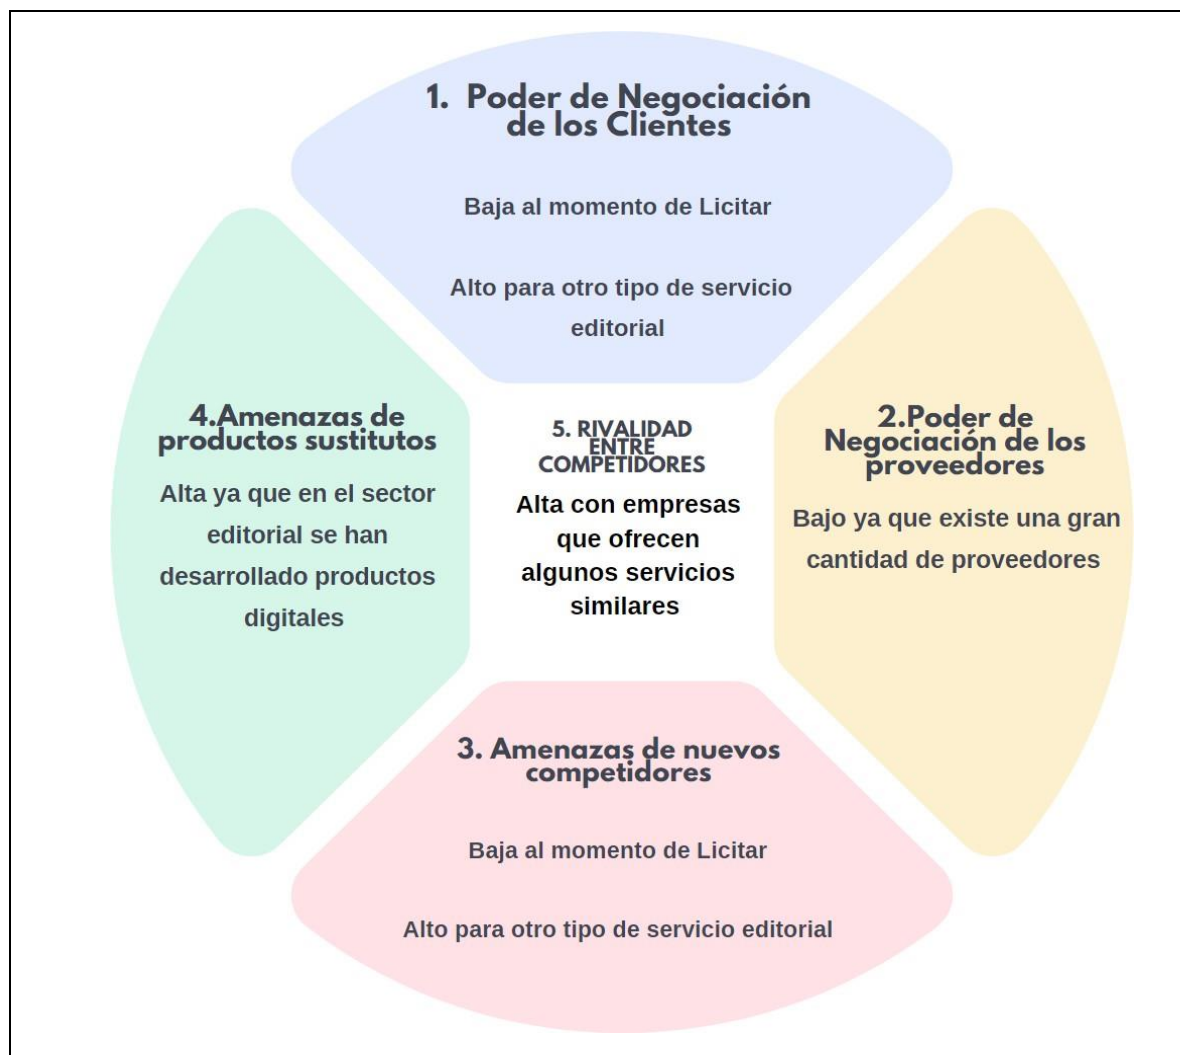 1. Poder de Negociación
de los Clientes
Baja al momento de Licitar
Alto para otro tipo de servicio
editorial
2.Poder de
Negociación de los
proveedores
Bajo ya que existe una gran
cantidad de proveedores
3. Amenazas de nuevos
competidores
Baja al momento de Licitar
Alto para otro tipo de servicio editorial
4.Amenazas de
productos sustitutos
Alta ya que en el sector
editorial se han
desarrollado productos
digitales
5. RIVALIDAD
ENTRE
COMPETIDORES
Alta con empresas
que ofrecen
algunos servicios
similares